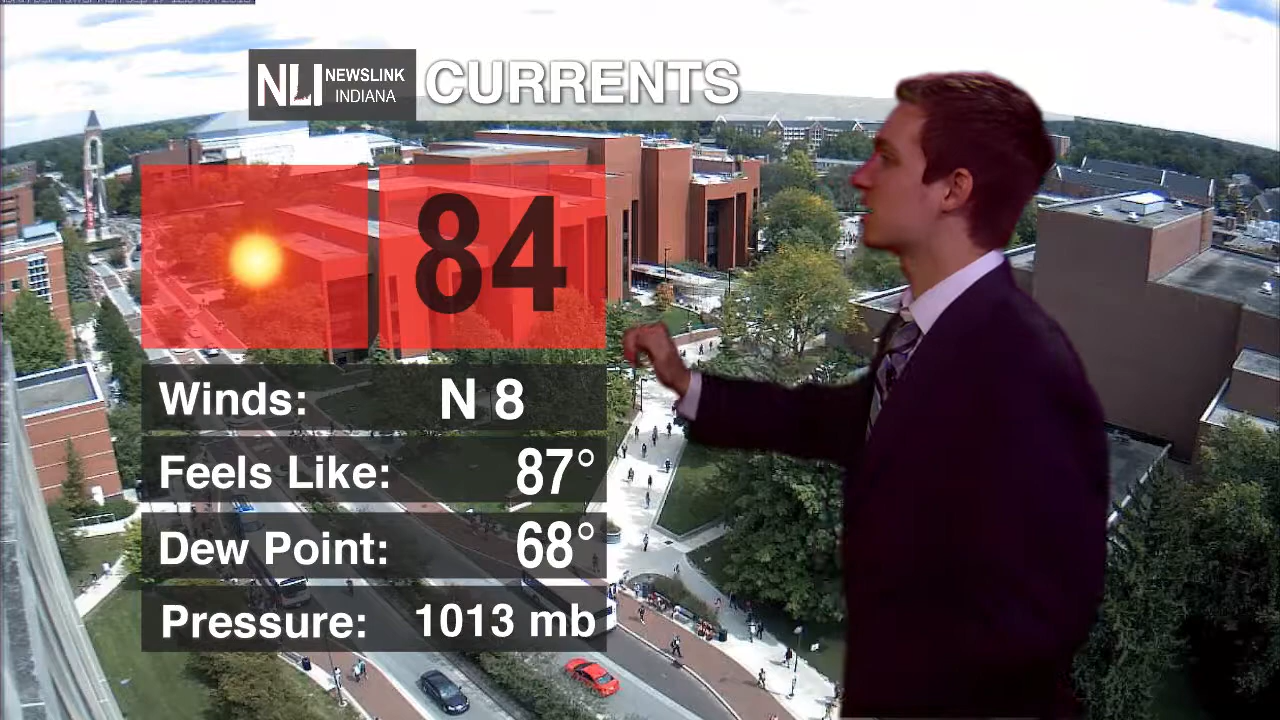 NLI NEWSLINK INDIANA CURRENTS
84
Winds: N 8
Feels Like: 87°
Dew Point: 68°
Pressure: 1013 mb